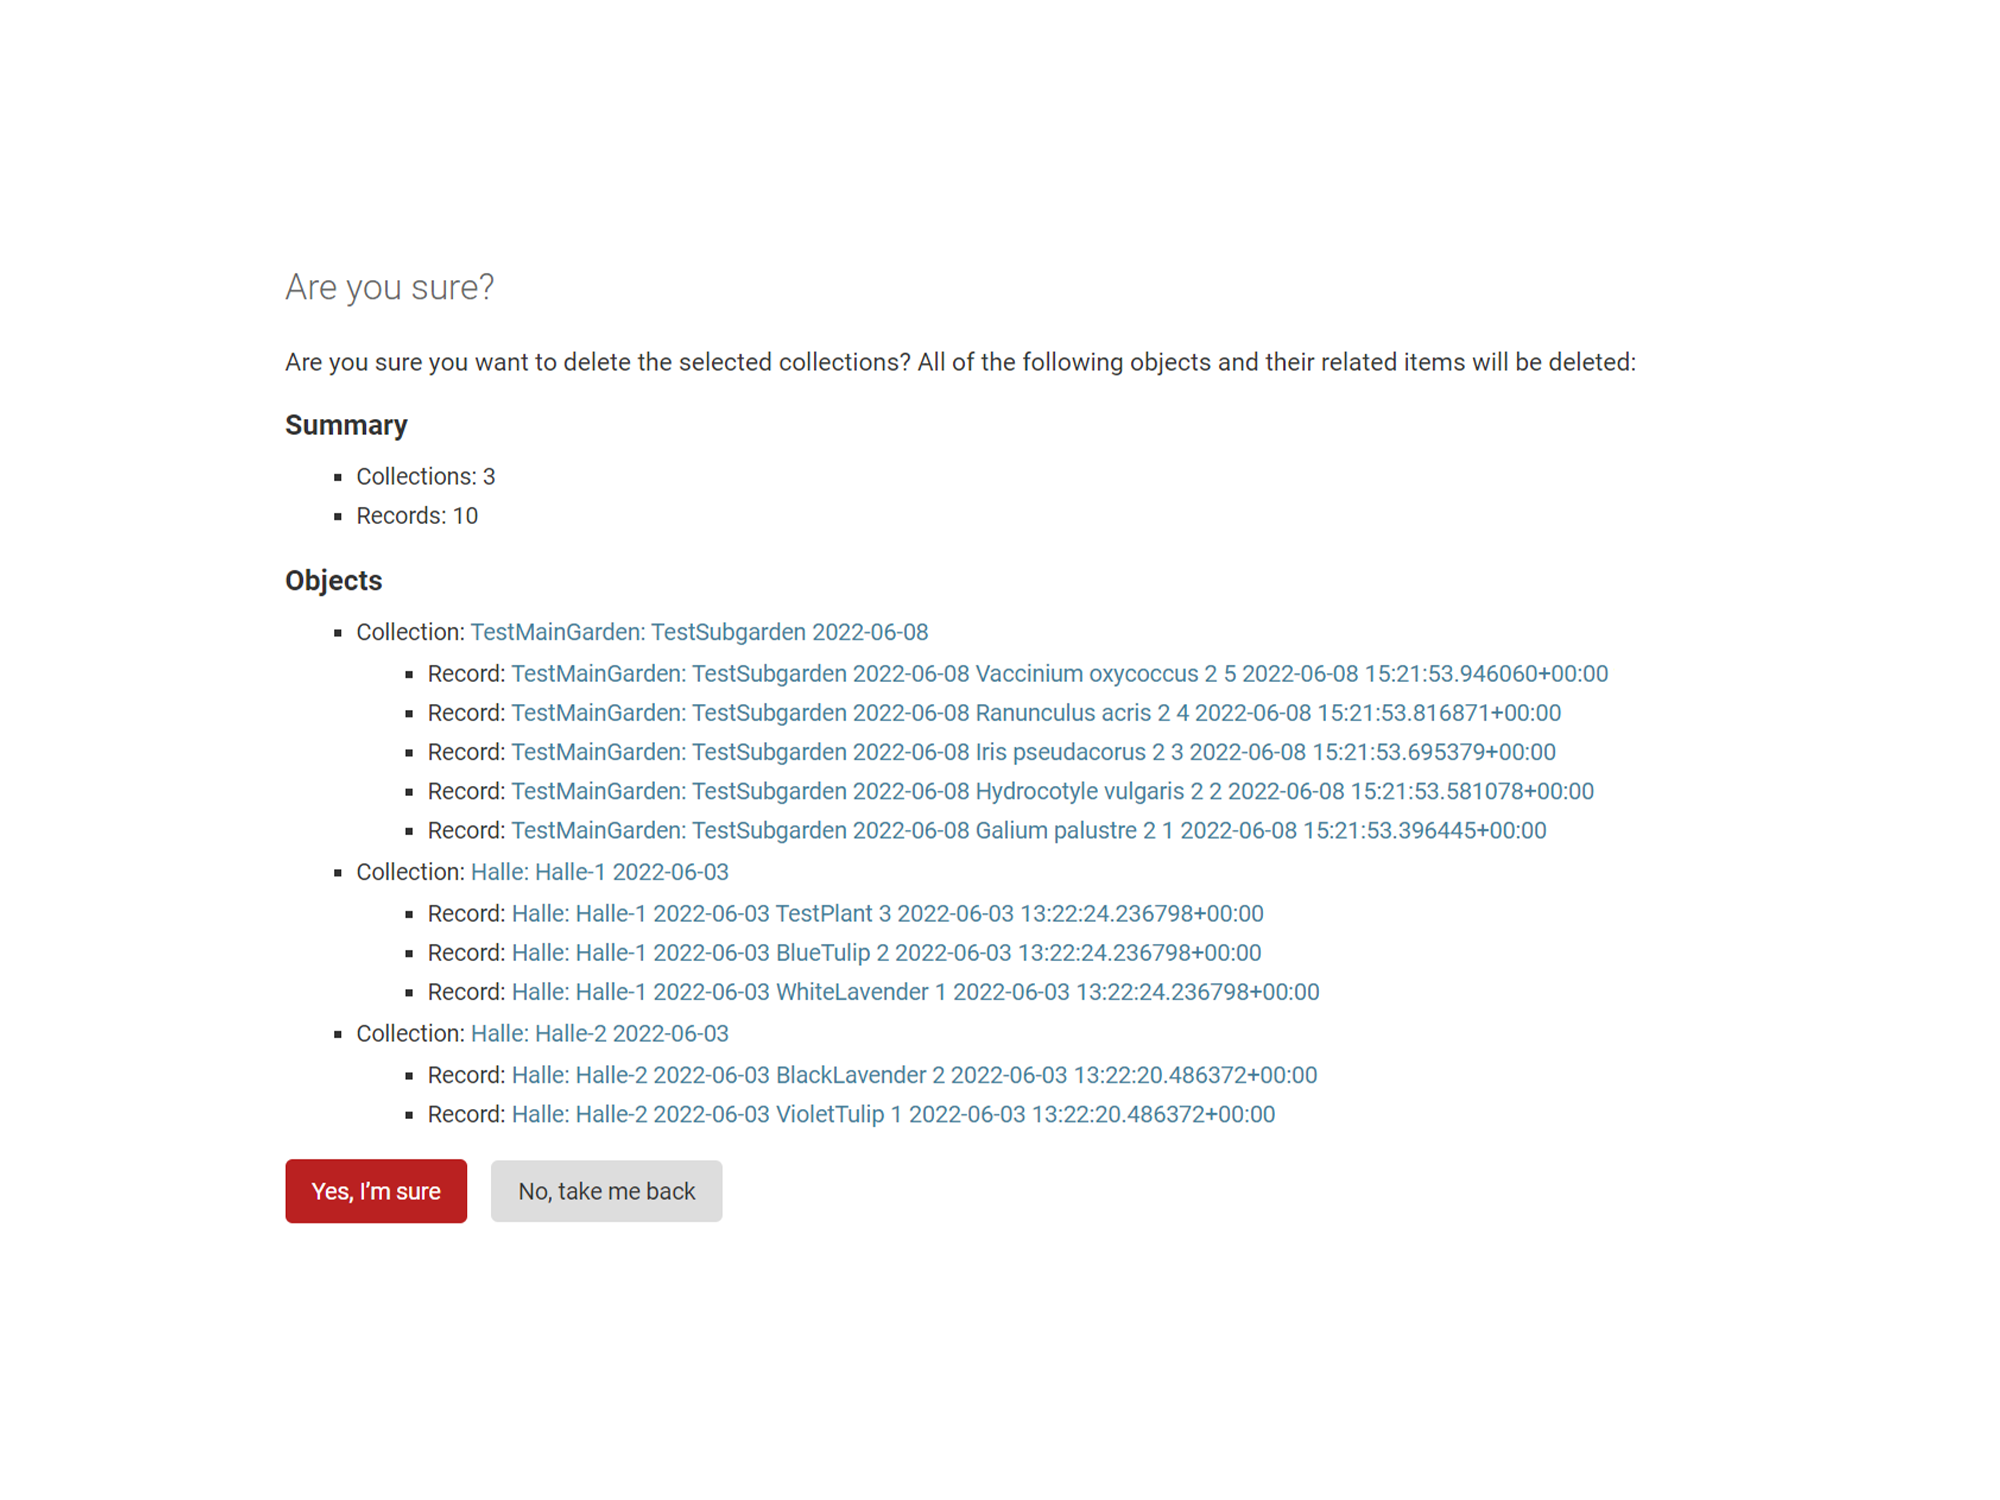 Are you sure?
Are you sure you want to delete the selected collections? All of the following objects and their related items will be deleted:
Summary
Collections: 3
Records: 10
Objects
Collection: TestMainGarden: TestSubgarden 2022-06-08
Record: TestMainGarden: TestSubgarden 2022-06-08 Vaccinium oxycoccus 2 5 2022-06-08 15:21:53.946060+00:00
Record: TestMainGarden: TestSubgarden 2022-06-08 Ranunculus acris 2 4 2022-06-08 15:21:53.816871+00:00
Record: TestMainGarden: TestSubgarden 2022-06-08 Iris pseudacorus 2 3 2022-06-08 15:21:53.695379+00:00
Record: TestMainGarden: TestSubgarden 2022-06-08 Hydrocotyle vulgaris 2 2 2022-06-08 15:21:53.581078+00:00
Record: TestMainGarden: TestSubgarden 2022-06-08 Galium palustre 2 1 2022-06-08 15:21:53.396445+00:00
Collection: Halle: Halle-1 2022-06-03
Record: Halle: Halle-1 2022-06-03 TestPlant 3 2022-06-03 13:22:24.236798+00:00
Record: Halle: Halle-1 2022-06-03 BlueTulip 2 2022-06-03 13:22:24.236798+00:00
Record: Halle: Halle-1 2022-06-03 WhiteLavender 1 2022-06-03 13:22:24.236798+00:00
Collection: Halle: Halle-2 2022-06-03
Record: Halle: Halle-2 2022-06-03 BlackLavender 2 2022-06-03 13:22:20.486372+00:00
Record: Halle: Halle-2 2022-06-03 VioletTulip 1 2022-06-03 13:22:20.486372+00:00
Yes, I’m sure No, take me back